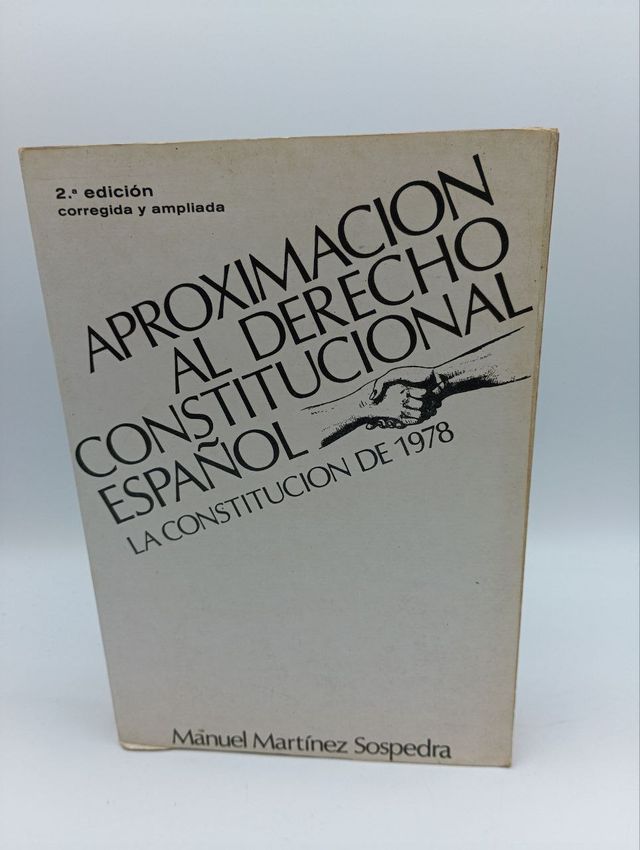 2.ª edición
corregida y ampliada
APROXIMACION
AL DERECHO
CONSTITUCIONAL
ESPAÑOL
LA CONSTITUCION DE 1978
Manuel Martínez Sospedra